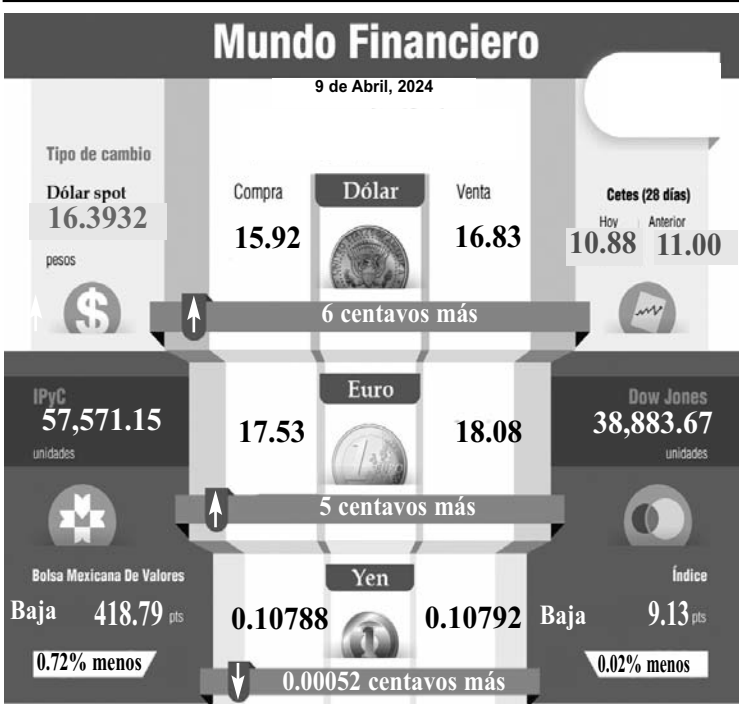 Mundo Financiero
9 de Abril, 2024
Tipo de cambio
Dólar spot
16.3932
pesos
$
Compra
Dólar
Venta
15.92
16.83
6 centavos más
Cetes (28 días)
Hoy Anterior
10.88 11.00
IPyC
57,571.15
unidades
Euro
17.53
18.08
5 centavos más
Dow Jones
38,883.67
unidades
Bolsa Mexicana De Valores
Baja 418.79 pts
0.72% menos
Yen
0.10788
0.10792
0.00052 centavos más
Índice
Baja 9.13 pts
0.02% menos